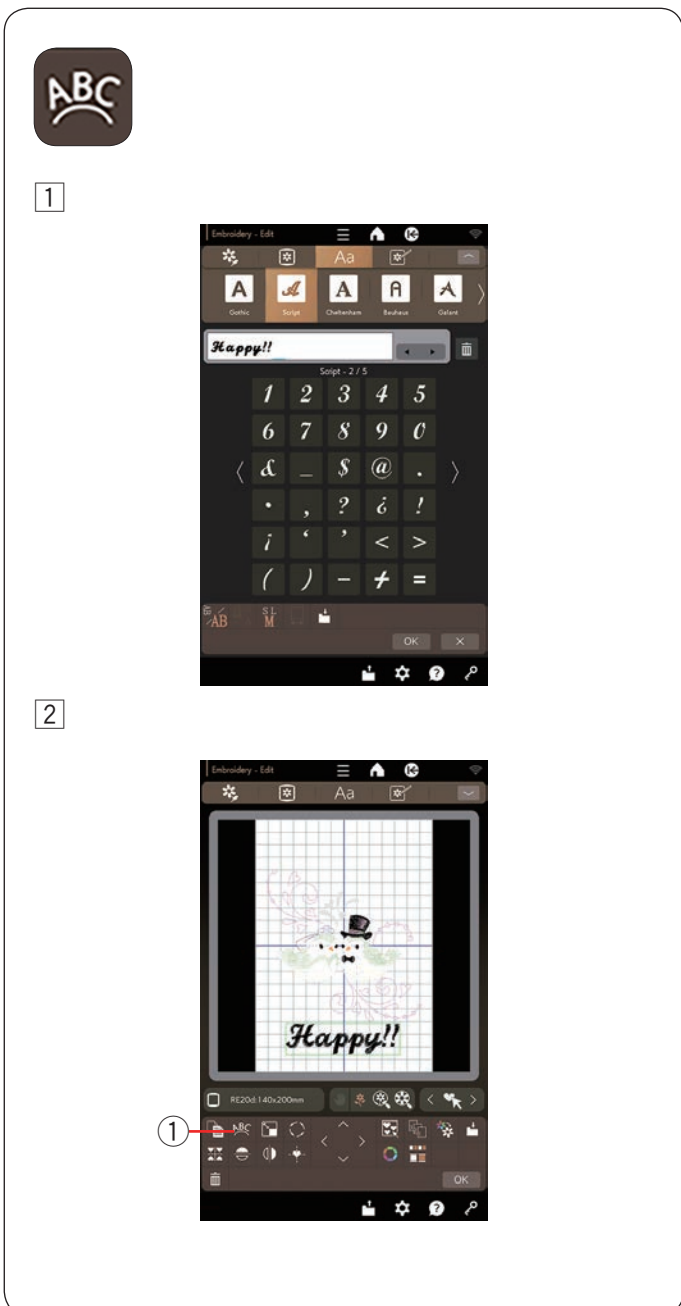 ABC
1
Embroidery - Edit
Aa
A A A A A
Gothic Script Cheltenham Bauhaus Galant
Happy!!
Script - 2 / 5
1 2 3 4 5
6 7 8 9 0
& _ $ @ .
· , ? ¿ !
¡ ‘ ’ < >
( ) – + =
AB S L
M
OK ×
?
2
Embroidery - Edit
Aa
Happy!!
RE20d:140x200mm
1 ABC
OK
?